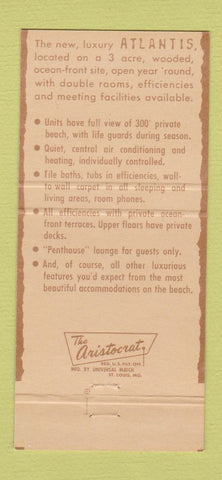 The new, luxury ATLANTIS,
located on a 3 acre, wooded,
ocean-front site, open year 'round,
with double rooms, efficiencies
and meeting facilities available.
● Units have full view of 300' private
beach, with life guards during season.
● Quiet, central air conditioning and
heating, individually controlled.
● Tile baths, tubs in efficiencies, wall-
to wall carpet in all sleeping and
living areas, room phones.
● All efficiencies with private ocean-
front terraces. Upper floors have private
decks.
● "Penthouse" lounge for guests only.
● And, of course, all other luxurious
features you'd expect from the most
beautiful accommodations on the beach.
The
Aristocrat
REG. U.S. PAT. OFF.
MFD. BY UNIVERSAL MATCH
ST. LOUIS, MO.